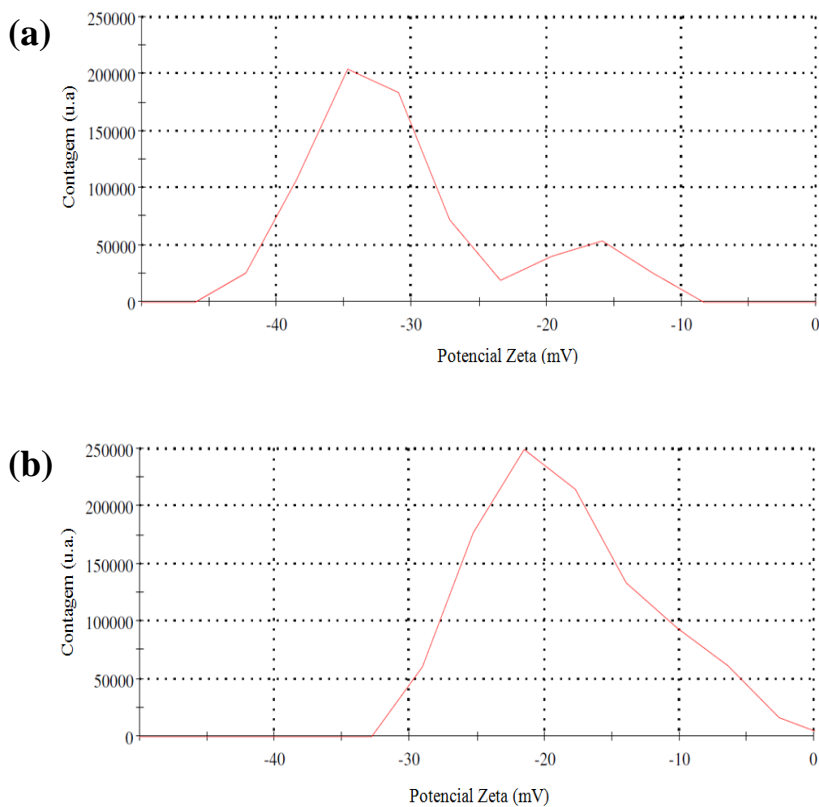 (a)
250000
200000
150000
100000
50000
0
Contagem (u.a)
-40 -30 -20 -10 0
Potencial Zeta (mV)
(b)
250000
200000
150000
100000
50000
0
Contagem (u.a.)
-40 -30 -20 -10 0
Potencial Zeta (mV)